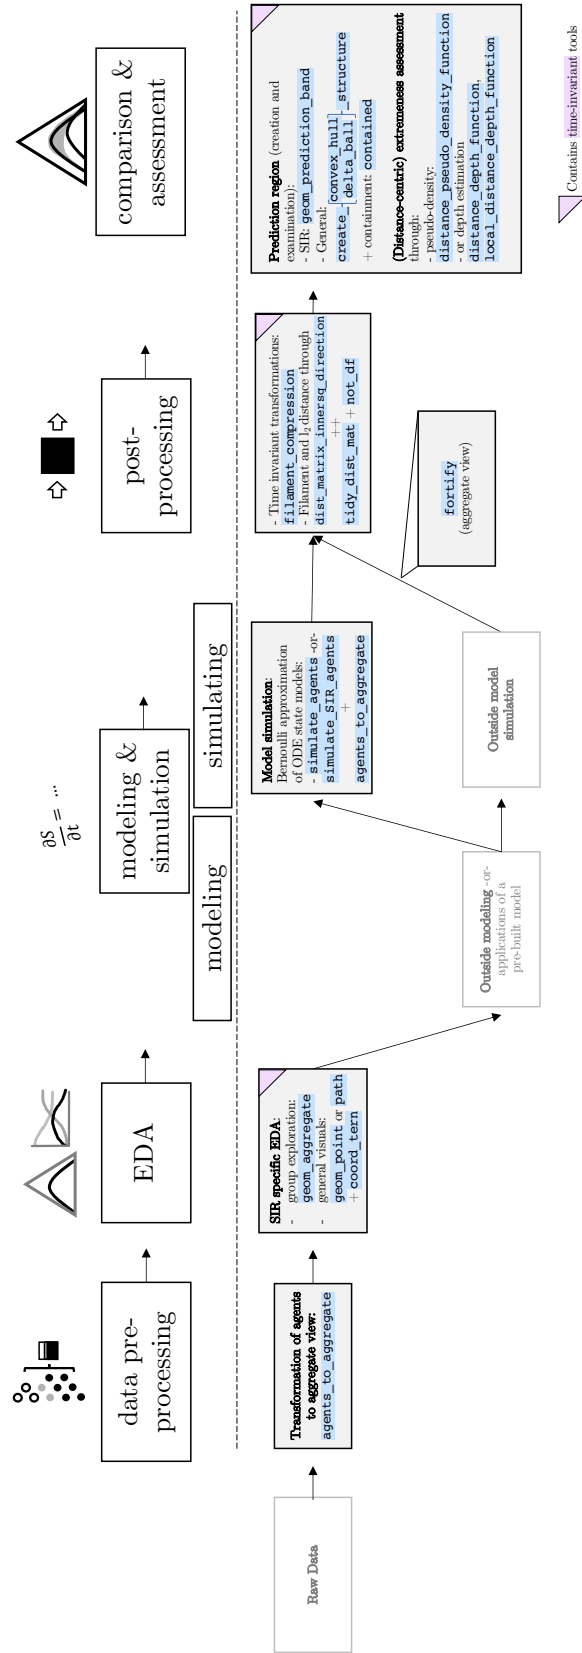 data pre-
processing
EDA
∂S
∂t
= ...
modeling &
simulation
modeling
simulating
post-
processing
comparison &
assessment
Raw Data
Transformation of agents
to aggregate view:
agents_to_aggregate
SIR specific EDA:
- group exploration:
geom_aggregate
- general visuals:
geom_point or path
+ coord_tern
Outside modeling -or-
applications of a
pre-built model
Model simulation:
Bernoulli approximation
of ODE state models:
- simulate_agents -or-
simulate_SIR_agents
+
agents_to_aggregate
Outside model
simulation
- Time invariant transformations:
filament_compression
- Filament and l2 distance through
dist_matrix_innersq_direction
++
tidy_dist_mat + not_df
fortify
(aggregate view)
Prediction region (creation and
examination):
- SIR: geom_prediction_band
- General:
create_[convex_hull / delta_ball]_structure
+ containment: contained
(Distance-centric) extremeness assessment
through:
- pseudo-density:
distance_pseudo_density_function
- or depth estimation
distance_depth_function,
local_distance_depth_function
Contains time-invariant tools